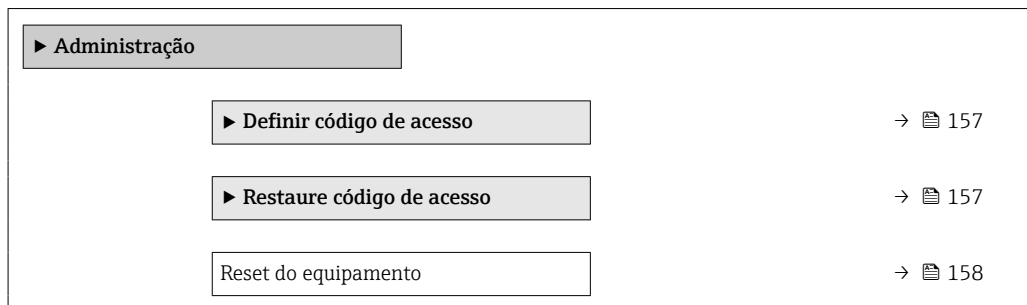 ▶ Administração
▶ Definir código de acesso → 157
▶ Restaure código de acesso → 157
Reset do equipamento → 158